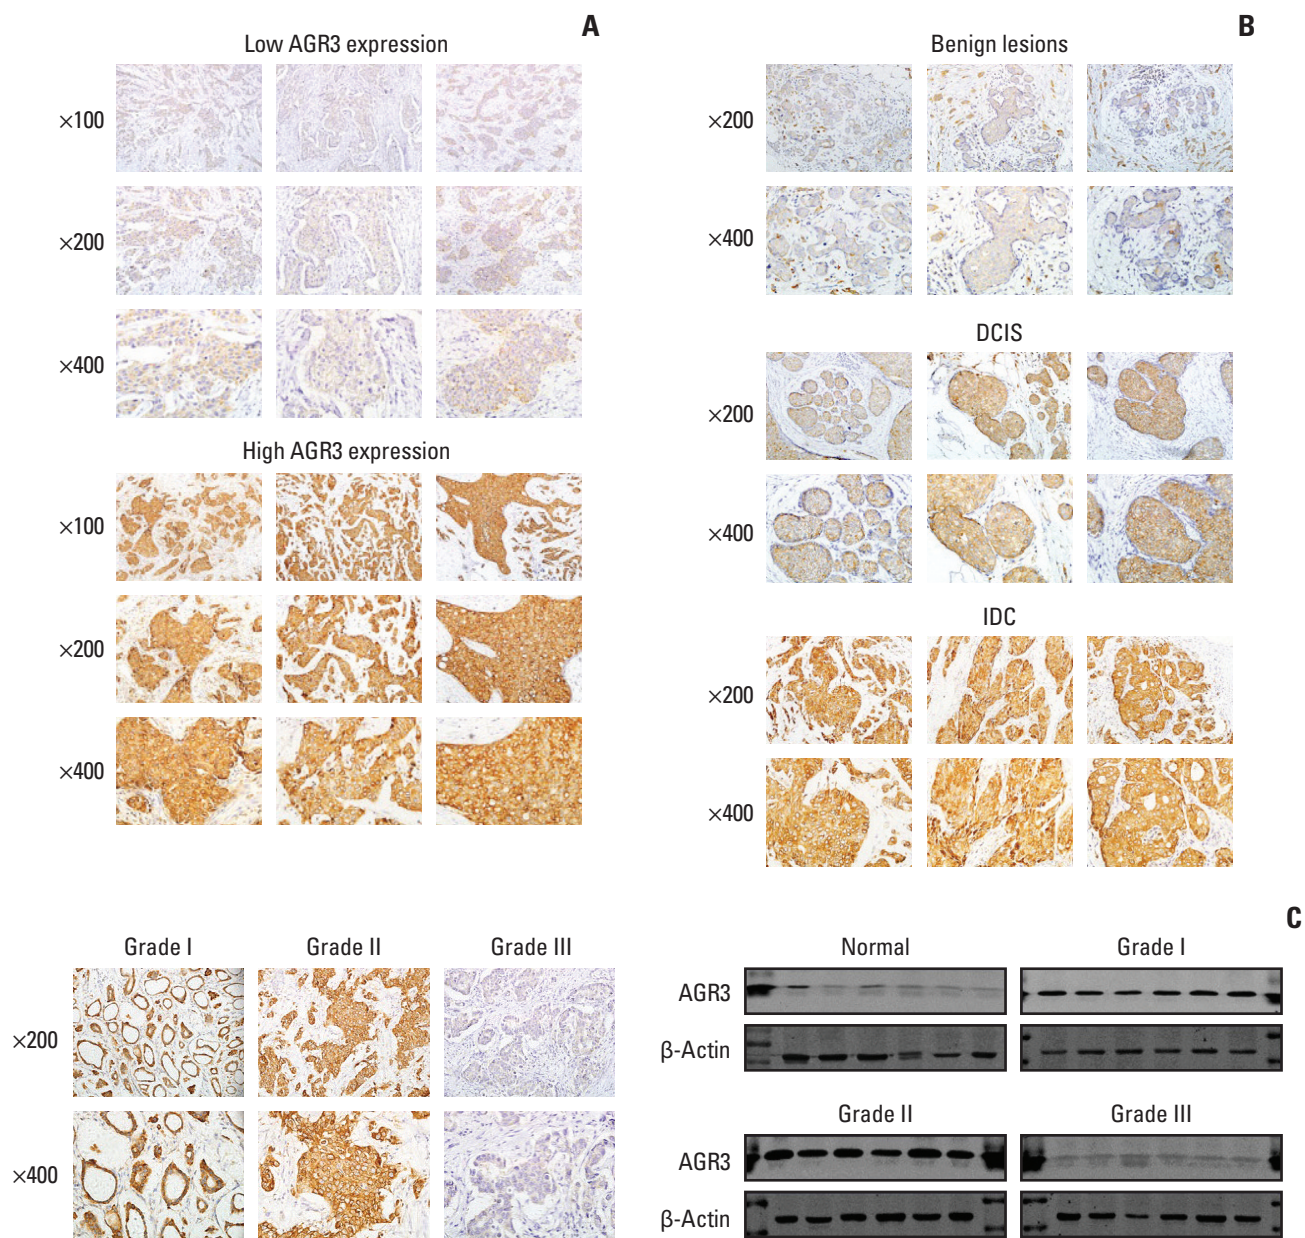 A
Low AGR3 expression
×100
×200
×400
High AGR3 expression
×100
×200
×400
B
Benign lesions
×200
×400
DCIS
×200
×400
IDC
×200
×400
Grade I Grade II Grade III
×200
×400
C
Normal Grade I
AGR3
β-Actin
Grade II Grade III
AGR3
β-Actin